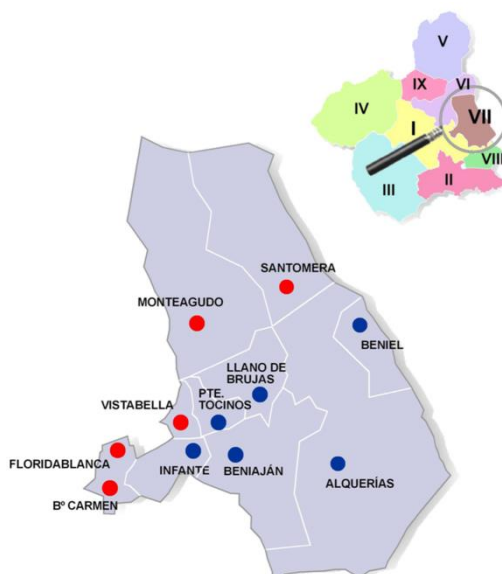 V
IX
VI
IV
VII
I
VIII
III
II
SANTOMERA
MONTEAGUDO
BENIEL
LLANO DE
BRUJAS
PTE.
TOCINOS
VISTABELLA
FLORIDABLANCA
INFANTE
BENIAJÁN
ALQUERÍAS
Bº CARMEN